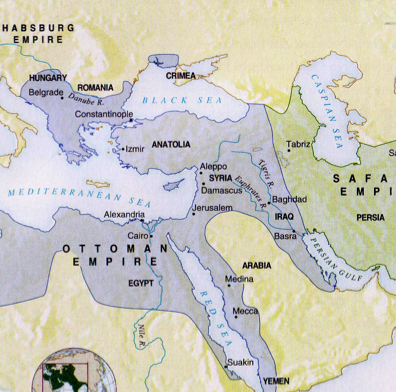 HABSBURG
EMPIRE
HUNGARY
Belgrade
ROMANIA
Danube R.
CRIMEA
BLACK SEA
CASPIAN SEA
Constantinople
Izmir
ANATOLIA
Tabriz
Aleppo
SYRIA
Damascus
Tigris R.
Euphrates R.
SAFA
EMPI
PERSIA
MEDITERRANEAN SEA
Jerusalem
Baghdad
IRAQ
Basra
PERSIAN GULF
Alexandria
Cairo
OTTOMAN
EMPIRE
EGYPT
Nile R.
ARABIA
Medina
Mecca
RED SEA
Suakin
YEMEN